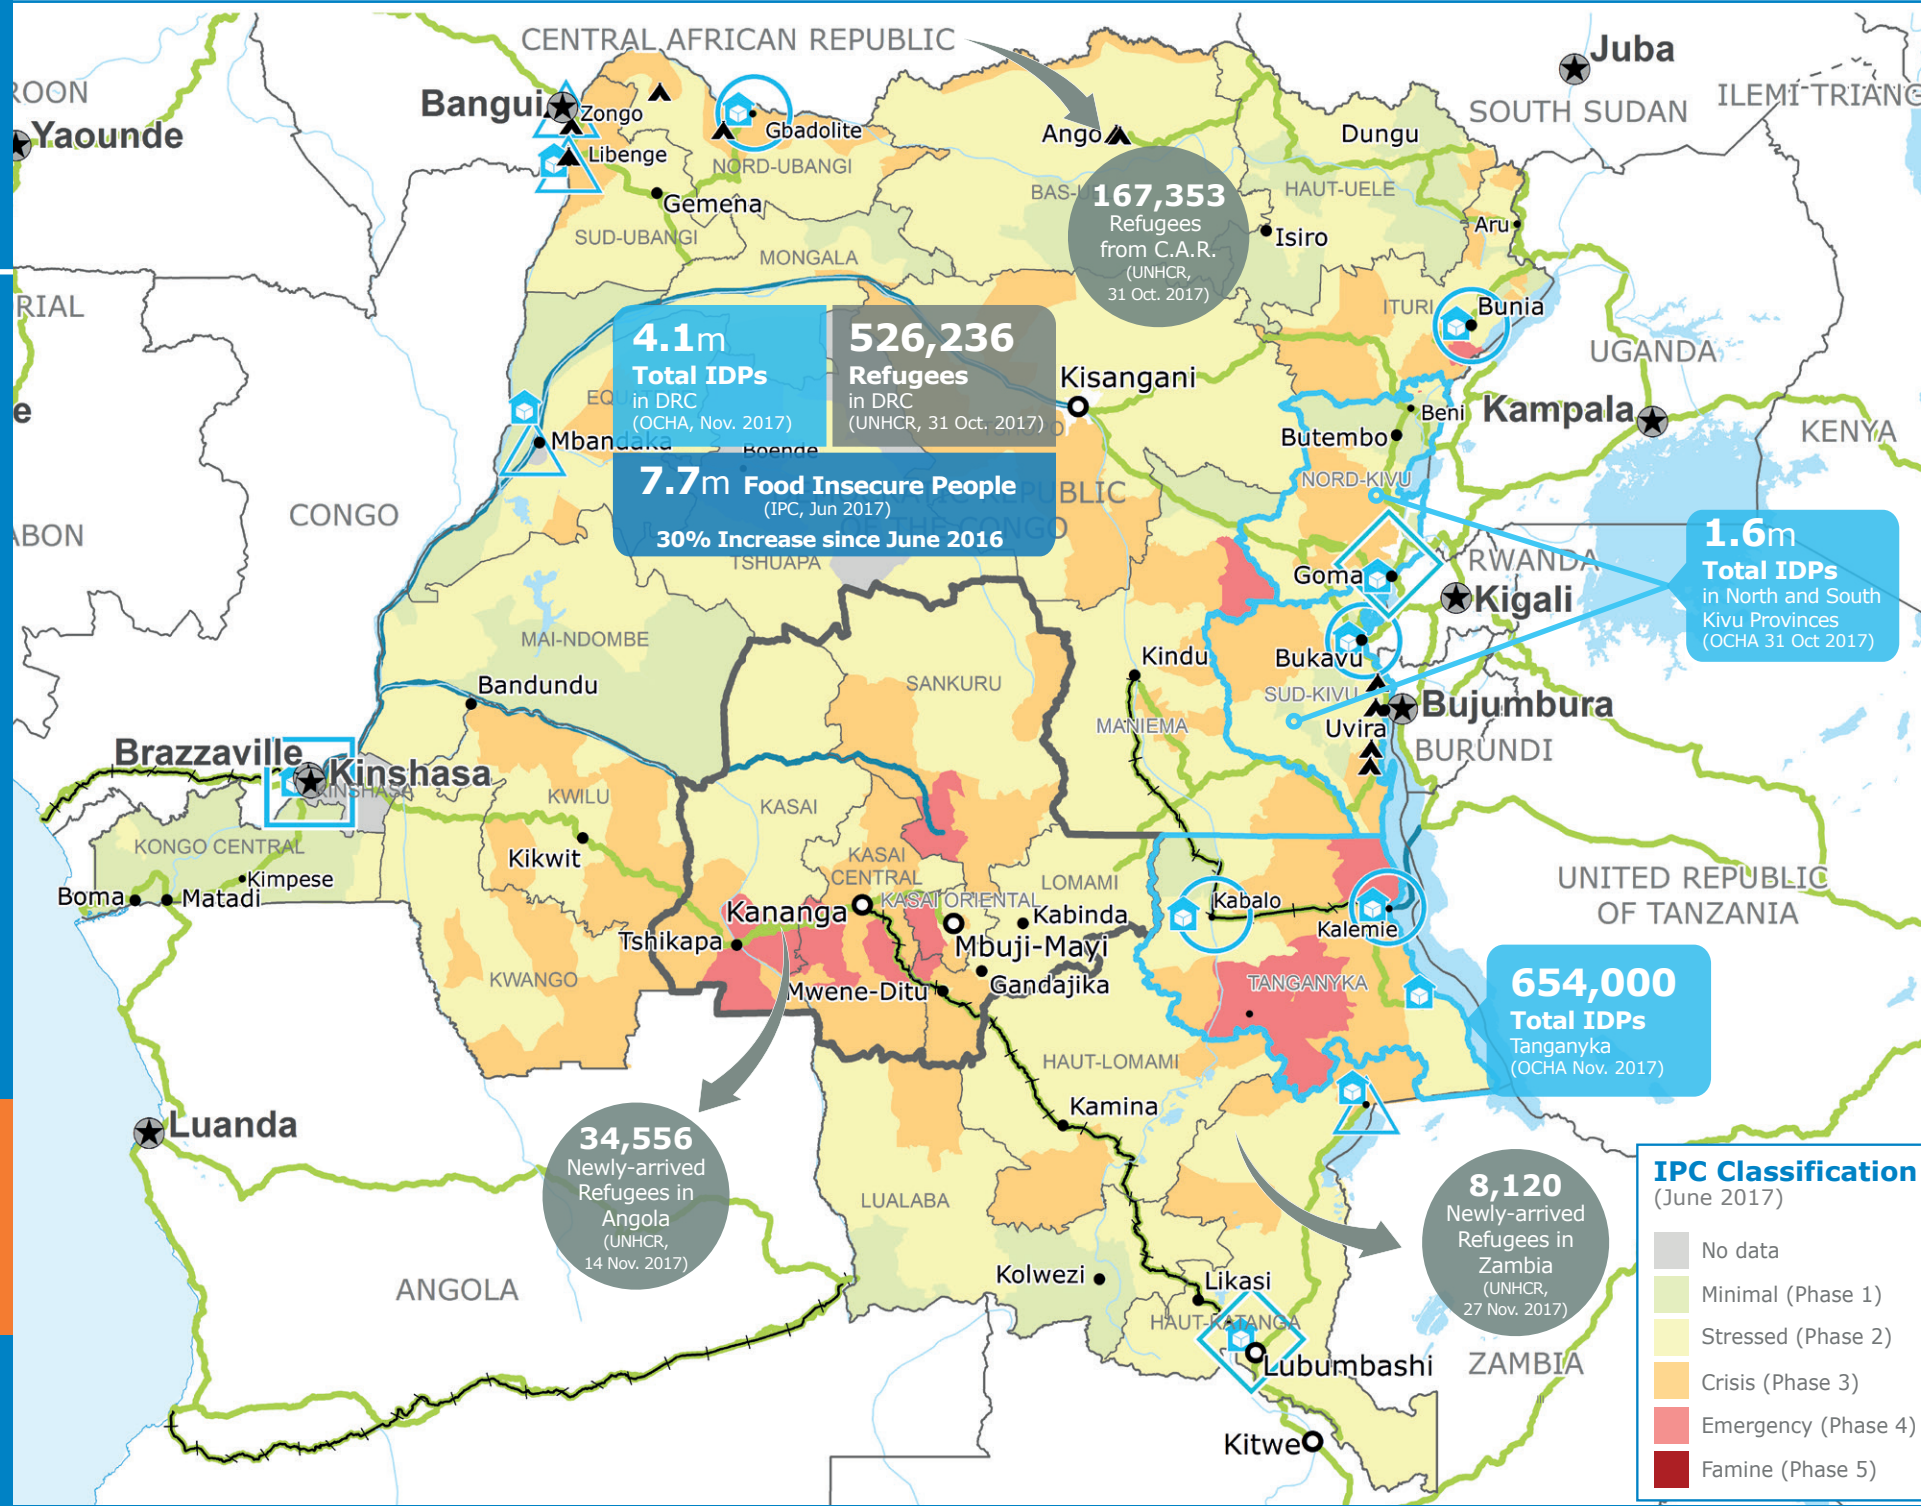 CENTRAL AFRICAN REPUBLIC
Juba
SOUTH SUDAN
Bangui
Zongo
Yaounde
Libenge
Gbadolite
NORD-UBANGI
Gemena
SUD-UBANGI
MONGALA
Ango
Dungu
HAUT-UELE
Isiro
Aru
167,353
Refugees
from C.A.R.
(UNHCR,
31 Oct. 2017)
ITURI
Bunia
UGANDA
4.1m
Total IDPs
in DRC
(OCHA, Nov. 2017)
526,236
Refugees
in DRC
(UNHCR, 31 Oct. 2017)
7.7m Food Insecure People
(IPC, Jun 2017)
30% Increase since June 2016
OF THE CONGO
Kisangani
Beni
Butembo
Kampala
KENYA
NORD-KIVU
Mbandaka
Boende
CONGO
TSHUAPA
1.6m
Total IDPs
in North and South
Kivu Provinces
(OCHA 31 Oct 2017)
Goma
RWANDA
Kigali
MAI-NDOMBE
Bandundu
SANKURU
Kindu
MANIEMA
Bukavu
SUD-KIVU
Uvira
Bujumbura
BURUNDI
Brazzaville
Kinshasa
KINSHASA
KWILU
KASAI
KONGO CENTRAL
Kimpese
Boma
Matadi
Kikwit
KASAI
CENTRAL
KASAI ORIENTAL
LOMAMI
Kananga
Kabinda
Tshikapa
Mbuji-Mayi
Mwene-Ditu
Gandajika
KWANGO
Kabalo
Kalemie
TANGANYKA
UNITED REPUBLIC
OF TANZANIA
654,000
Total IDPs
Tanganyka
(OCHA Nov. 2017)
HAUT-LOMAMI
Kamina
Luanda
34,556
Newly-arrived
Refugees in
Angola
(UNHCR,
14 Nov. 2017)
LUALABA
8,120
Newly-arrived
Refugees in
Zambia
(UNHCR,
27 Nov. 2017)
ANGOLA
Kolwezi
Likasi
HAUT-KATANGA
Lubumbashi
ZAMBIA
Kitwe
IPC Classification
(June 2017)
No data
Minimal (Phase 1)
Stressed (Phase 2)
Crisis (Phase 3)
Emergency (Phase 4)
Famine (Phase 5)